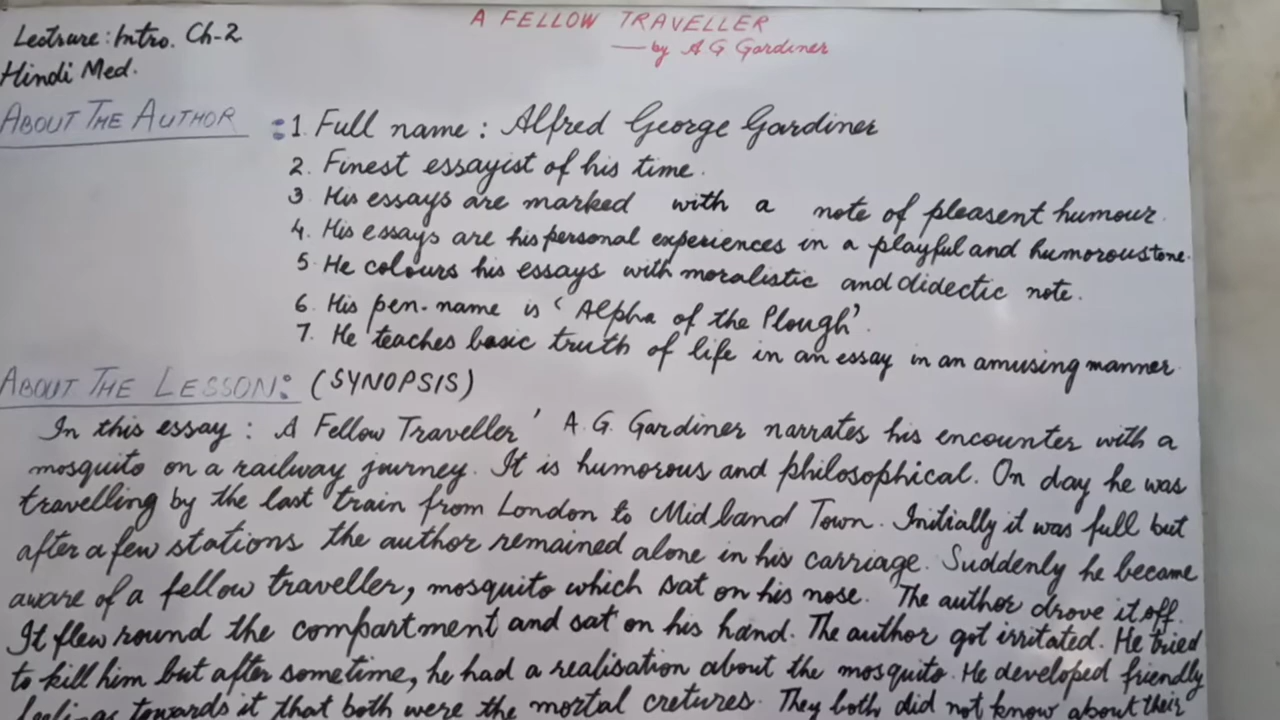 Lectrure: Intro. Ch-2
Hindi Med.
A FELLOW TRAVELLER
— by A G Gardiner
ABOUT THE AUTHOR
: 1. Full name : Alfred George Gardiner
2. Finest essayist of his time.
3. His essays are marked with a note of pleasent humour.
4. His essays are his personal experiences in a playful and humorous tone.
5. He colours his essays with moralistic and didectic note.
6. His pen-name is 'Alpha of the Plough'.
7. He teaches basic truth of life in an essay in an amusing manner.
ABOUT THE LESSON: (SYNOPSIS)
In this essay : A Fellow Traveller' A.G. Gardiner narrates his encounter with a
mosquito on a railway journey. It is humorous and philosophical. On day he was
travelling by the last train from London to Midband Town. Initially it was full but
after a few stations the author remained alone in his carriage. Suddenly he became
aware of a fellow traveller, mosquito which sat on his nose. The author drove it off.
It flew round the compartment and sat on his hand. The author got irritated. He tried
to kill him but after sometime, he had a realisation about the mosquito. He developed friendly
feelings towards it that both were the mortal cretures. They both did not know about their